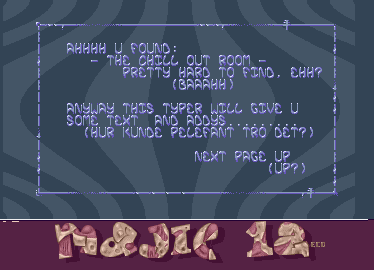 AHHHH U FOUND:
← THE CHILL OUT ROOM ←
PRETTY HARD TO FIND, EHH?
(BAAAHH)
ANYWAY THIS TYPER WILL GIVE U
SOME TEXT AND ADDYS..........
(HUR KUNDE PELEFANT TRO DET?)
NEXT PAGE UP
(UP?)
MAJIC 12